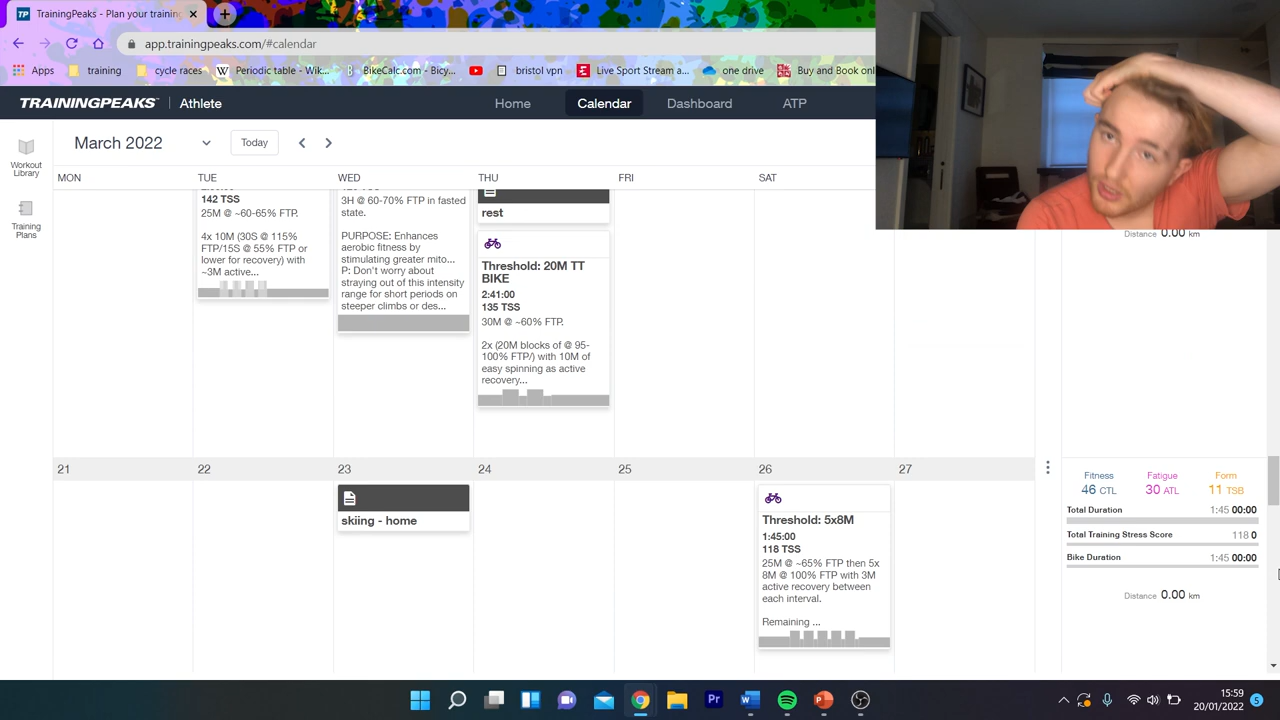 TP TrainingPeaks - Plan your training
app.trainingpeaks.com/#calendar
Apps training cycle races Periodic table - Wik... BikeCalc.com - Bicy... bristol vpn Live Sport Stream a... one drive Buy and Book onl
TRAININGPEAKS Athlete Home Calendar Dashboard ATP
Workout
Library
Training
Plans
March 2022 Today
MON TUE WED THU FRI SAT
142 TSS
25M @ ~60-65% FTP.
4x 10M (30S @ 115%
FTP/15S @ 55% FTP or
lower for recovery) with
~3M active...
3H @ 60-70% FTP in fasted
state.
PURPOSE: Enhances
aerobic fitness by
stimulating greater mito...
P: Don't worry about
straying out of this intensity
range for short periods on
steeper climbs or des...
rest
Threshold: 20M TT
BIKE
2:41:00
135 TSS
30M @ ~60% FTP.
2x (20M blocks of @ 95-
100% FTP/) with 10M of
easy spinning as active
recovery...
Distance 0.00 km
21 22 23 24 25 26 27
skiing - home
Threshold: 5x8M
1:45:00
118 TSS
25M @ ~65% FTP then 5x
8M @ 100% FTP with 3M
active recovery between
each interval.
Remaining ...
Fitness Fatigue Form
46 CTL 30 ATL 11 TSB
Total Duration 1:45 00:00
Total Training Stress Score 118 0
Bike Duration 1:45 00:00
Distance 0.00 km
Pr W P
15:59
20/01/2022 5